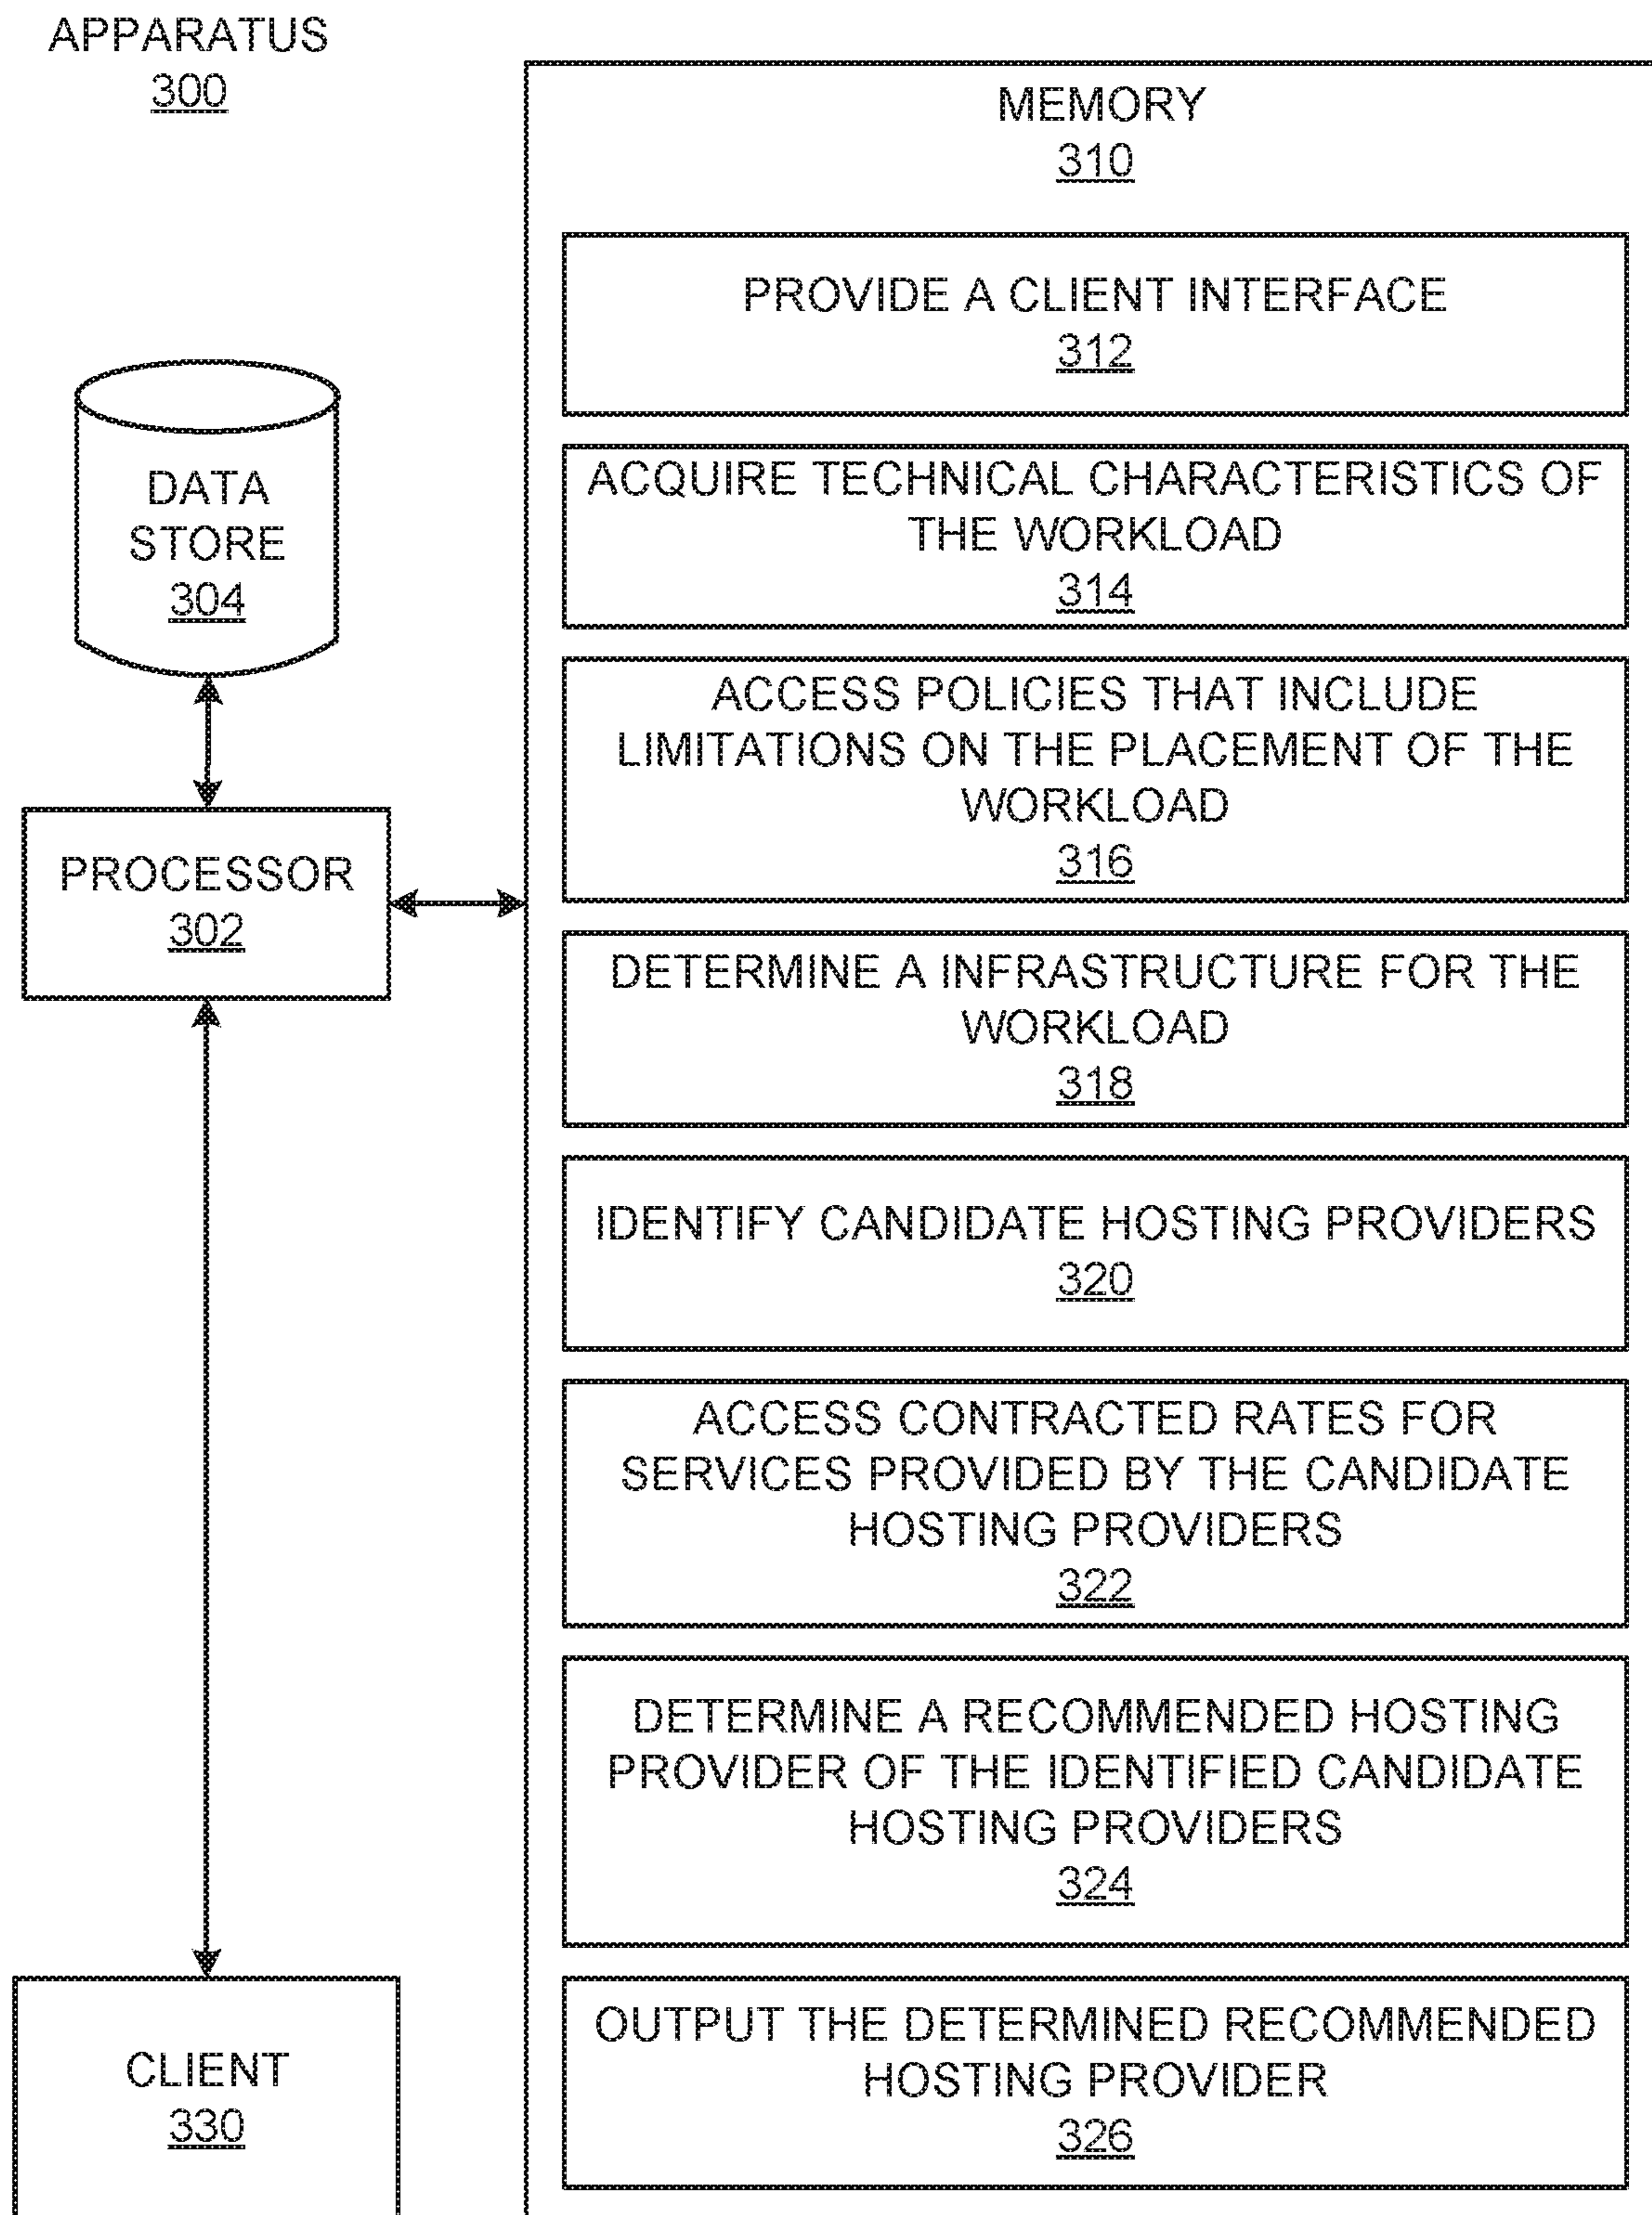 APPARATUS
300
MEMORY
310
PROVIDE A CLIENT INTERFACE
312
ACQUIRE TECHNICAL CHARACTERISTICS OF
THE WORKLOAD
314
ACCESS POLICIES THAT INCLUDE
LIMITATIONS ON THE PLACEMENT OF THE
WORKLOAD
316
DETERMINE A INFRASTRUCTURE FOR THE
WORKLOAD
318
IDENTIFY CANDIDATE HOSTING PROVIDERS
320
ACCESS CONTRACTED RATES FOR
SERVICES PROVIDED BY THE CANDIDATE
HOSTING PROVIDERS
322
DETERMINE A RECOMMENDED HOSTING
PROVIDER OF THE IDENTIFIED CANDIDATE
HOSTING PROVIDERS
324
OUTPUT THE DETERMINED RECOMMENDED
HOSTING PROVIDER
326
DATA
STORE
304
PROCESSOR
302
CLIENT
330